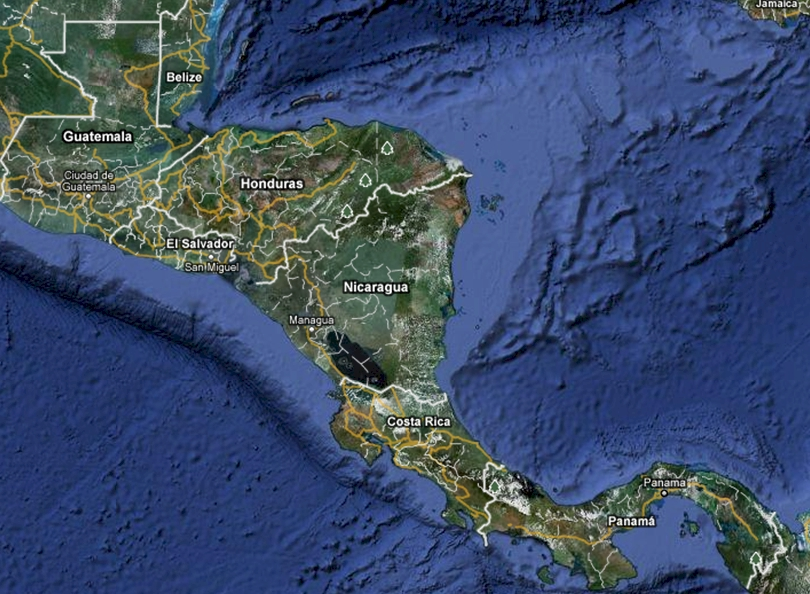 Jamaica
Belize
Guatemala
Ciudad de
Guatemala
Honduras
El Salvador
San Miguel
Nicaragua
Managua
Costa Rica
Panama
Panamá